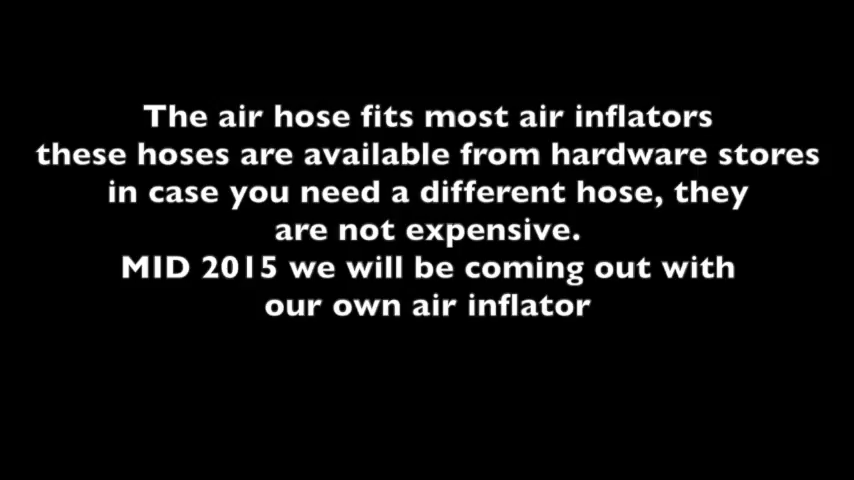 The air hose fits most air inflators
these hoses are available from hardware stores
in case you need a different hose, they
are not expensive.
MID 2015 we will be coming out with
our own air inflator